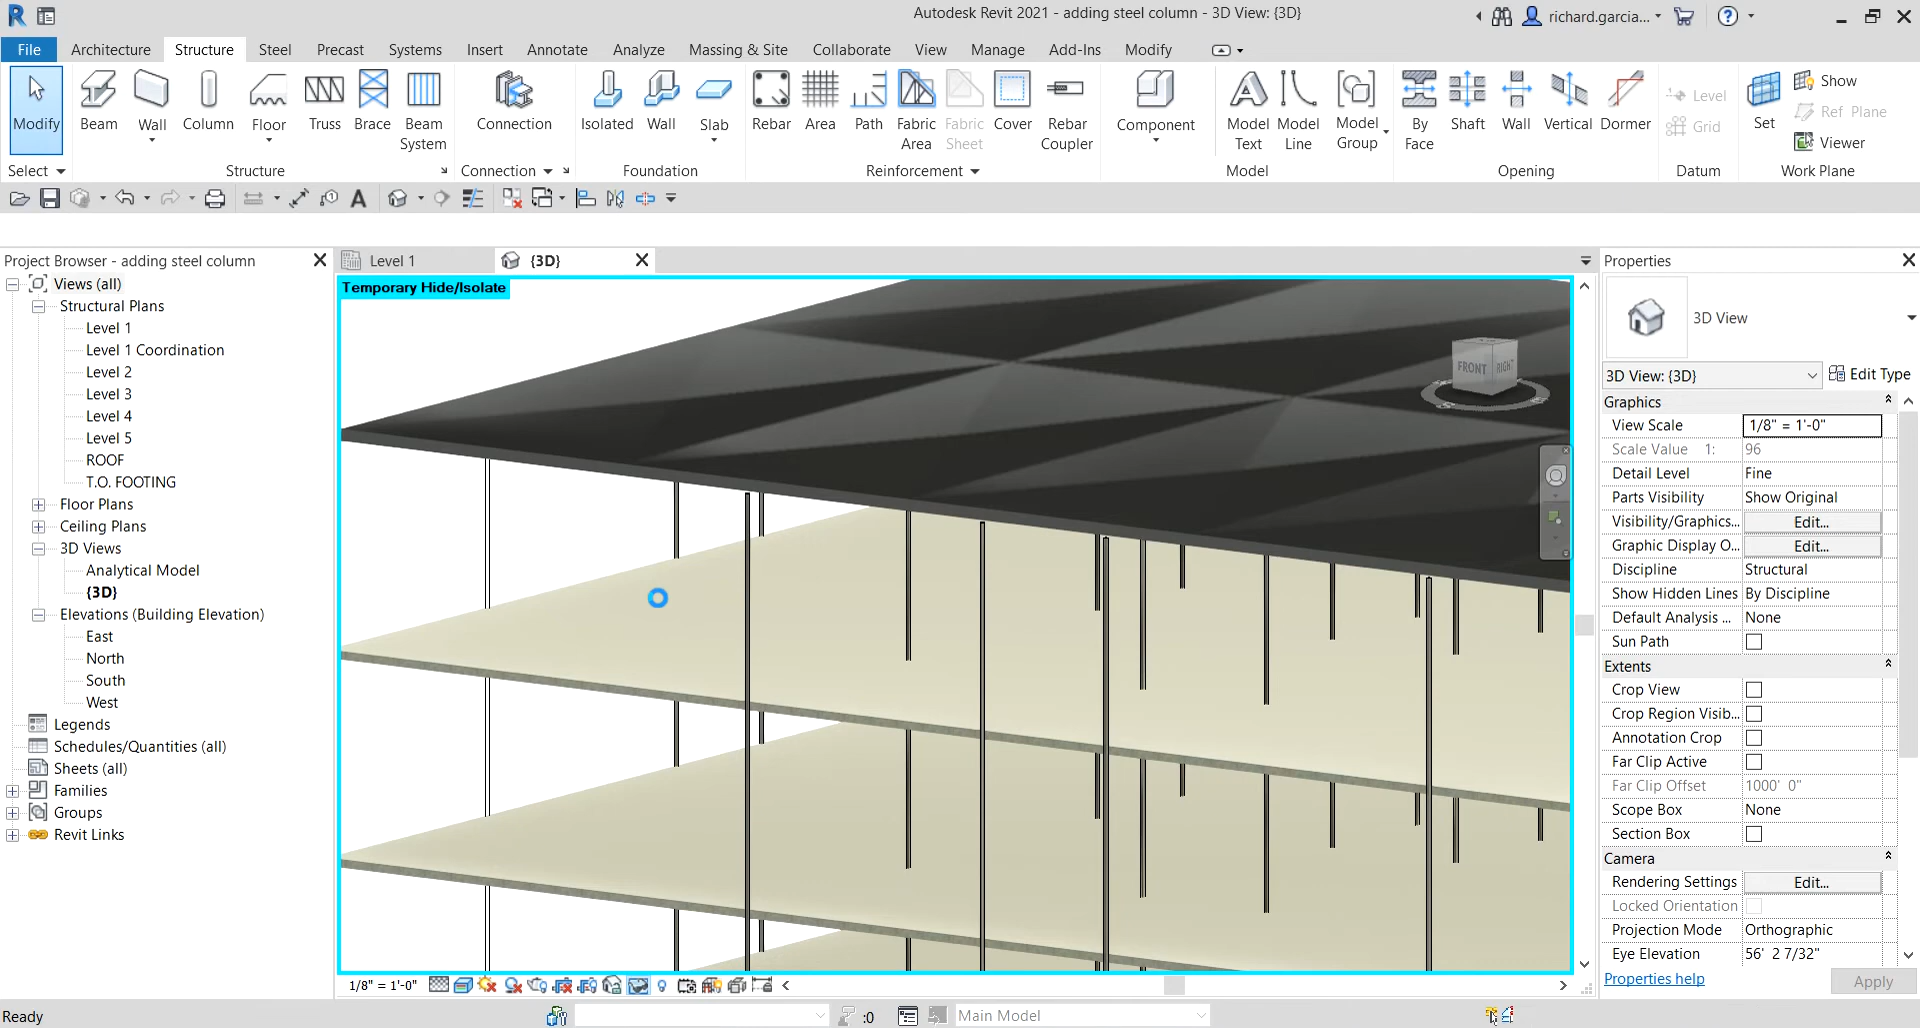 Autodesk Revit 2021 - adding steel column - 3D View: {3D}
richard.garcia...
File Architecture Structure Steel Precast Systems Insert Annotate Analyze Massing & Site Collaborate View Manage Add-Ins Modify
Modify Beam Wall Column Floor Truss Brace Beam System Connection Isolated Wall Slab Rebar Area Path Fabric Area Fabric Sheet Cover Rebar Coupler Component Model Text Model Line Model Group By Face Shaft Wall Vertical Dormer Level Grid Set Show Ref Plane Viewer
Select Structure Connection Foundation Reinforcement Model Opening Datum Work Plane
Project Browser - adding steel column
Views (all)
Structural Plans
Level 1
Level 1 Coordination
Level 2
Level 3
Level 4
Level 5
ROOF
T.O. FOOTING
Floor Plans
Ceiling Plans
3D Views
Analytical Model
{3D}
Elevations (Building Elevation)
East
North
South
West
Legends
Schedules/Quantities (all)
Sheets (all)
Families
Groups
Revit Links
Level 1 {3D}
Temporary Hide/Isolate
FRONT RIGHT
Properties
3D View
3D View: {3D} Edit Type
Graphics
View Scale 1/8" = 1'-0"
Scale Value 1: 96
Detail Level Fine
Parts Visibility Show Original
Visibility/Graphics... Edit...
Graphic Display O... Edit...
Discipline Structural
Show Hidden Lines By Discipline
Default Analysis ... None
Sun Path
Extents
Crop View
Crop Region Visib...
Annotation Crop
Far Clip Active
Far Clip Offset 1000' 0"
Scope Box None
Section Box
Camera
Rendering Settings Edit...
Locked Orientation
Projection Mode Orthographic
Eye Elevation 56' 2 7/32"
Properties help Apply
1/8" = 1'-0"
Ready :0 Main Model